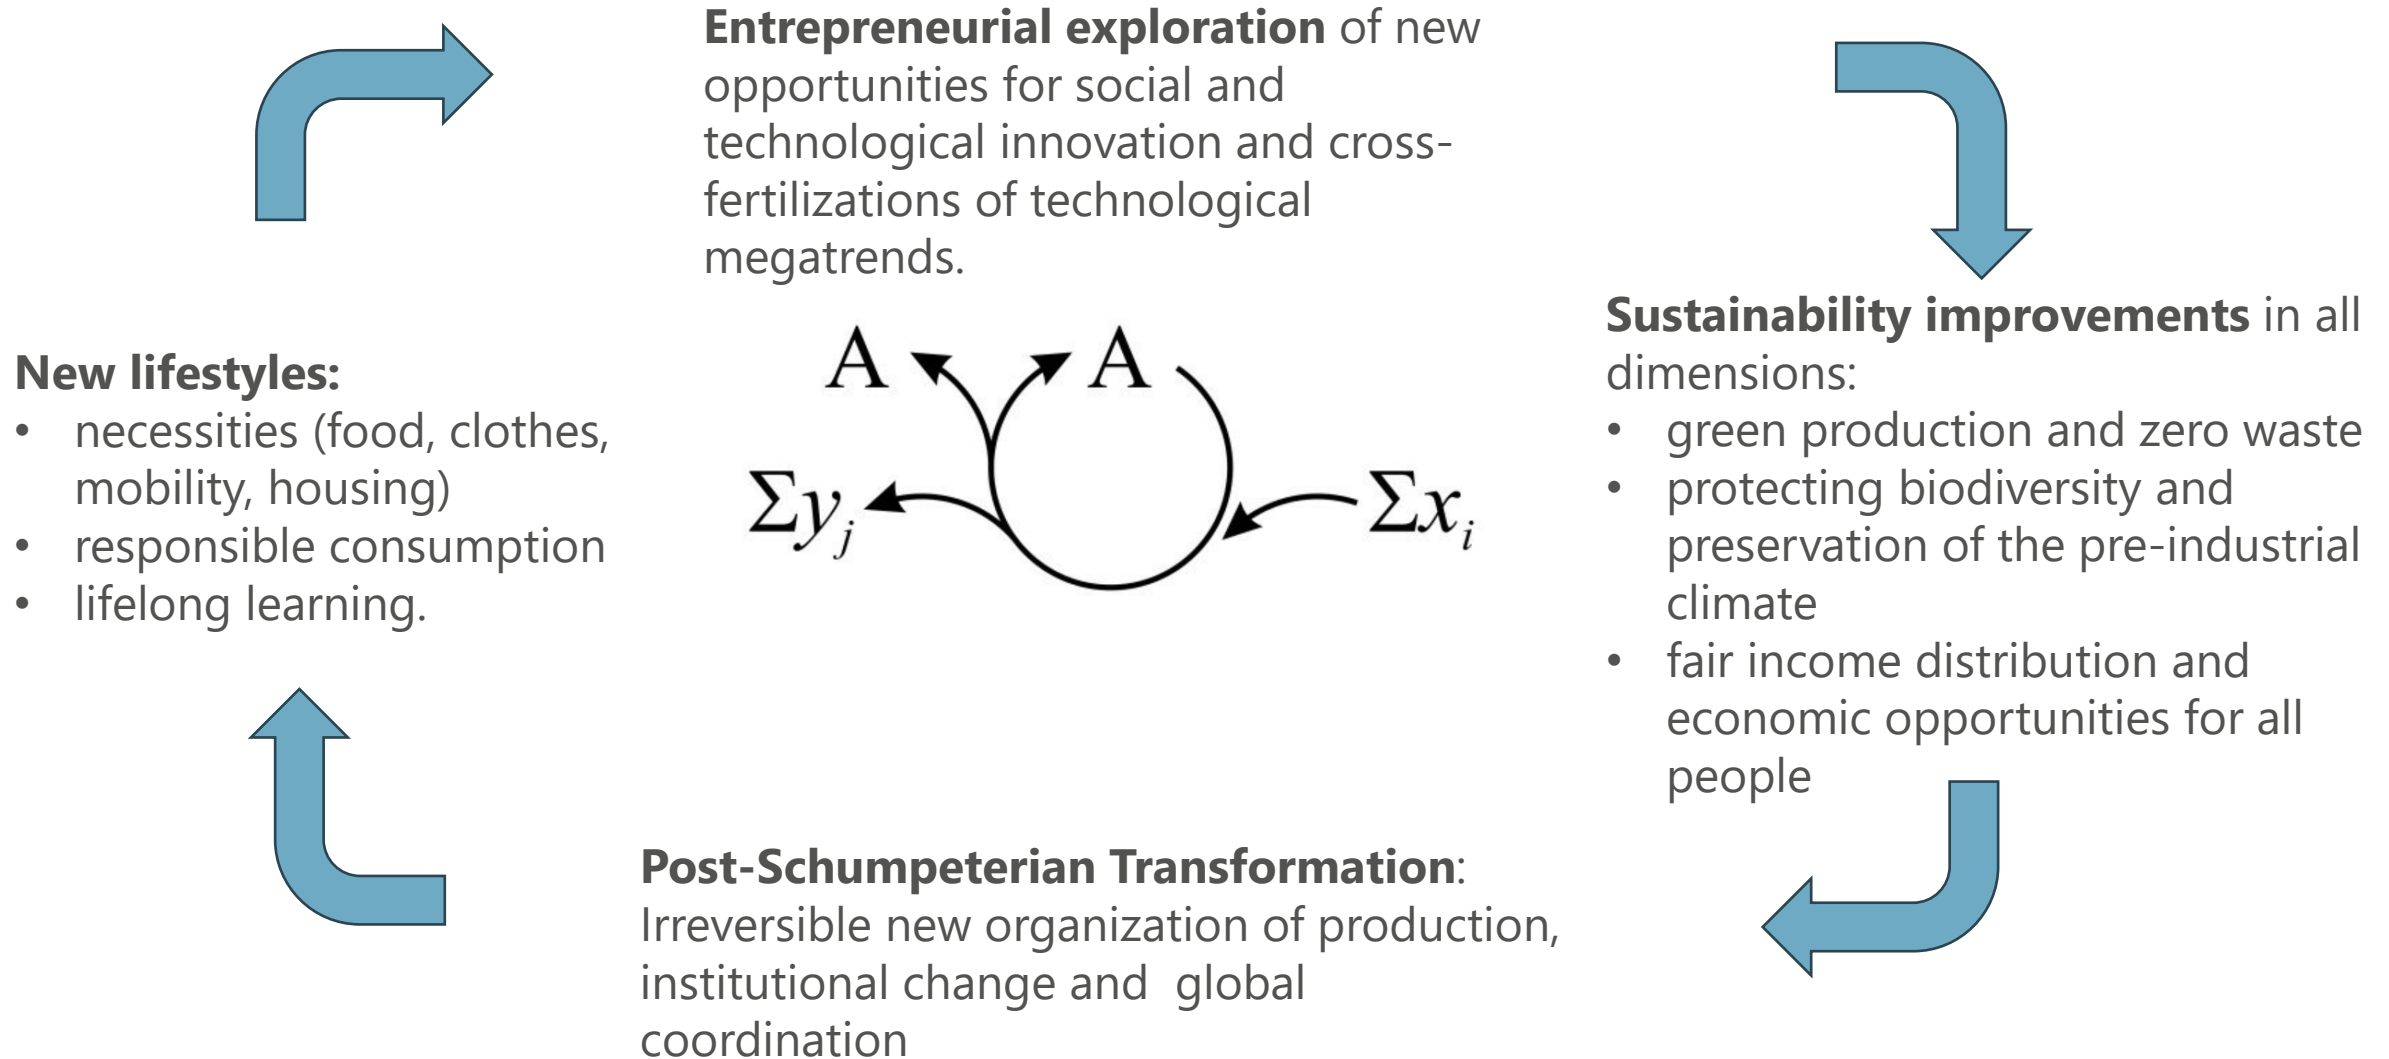 Entrepreneurial exploration of new
opportunities for social and
technological innovation and cross-
fertilizations of technological
megatrends.
New lifestyles:
• necessities (food, clothes,
mobility, housing)
• responsible consumption
• lifelong learning.
A A
Σyj Σxi
Sustainability improvements in all
dimensions:
• green production and zero waste
• protecting biodiversity and
preservation of the pre-industrial
climate
• fair income distribution and
economic opportunities for all
people
Post-Schumpeterian Transformation:
Irreversible new organization of production,
institutional change and  global
coordination